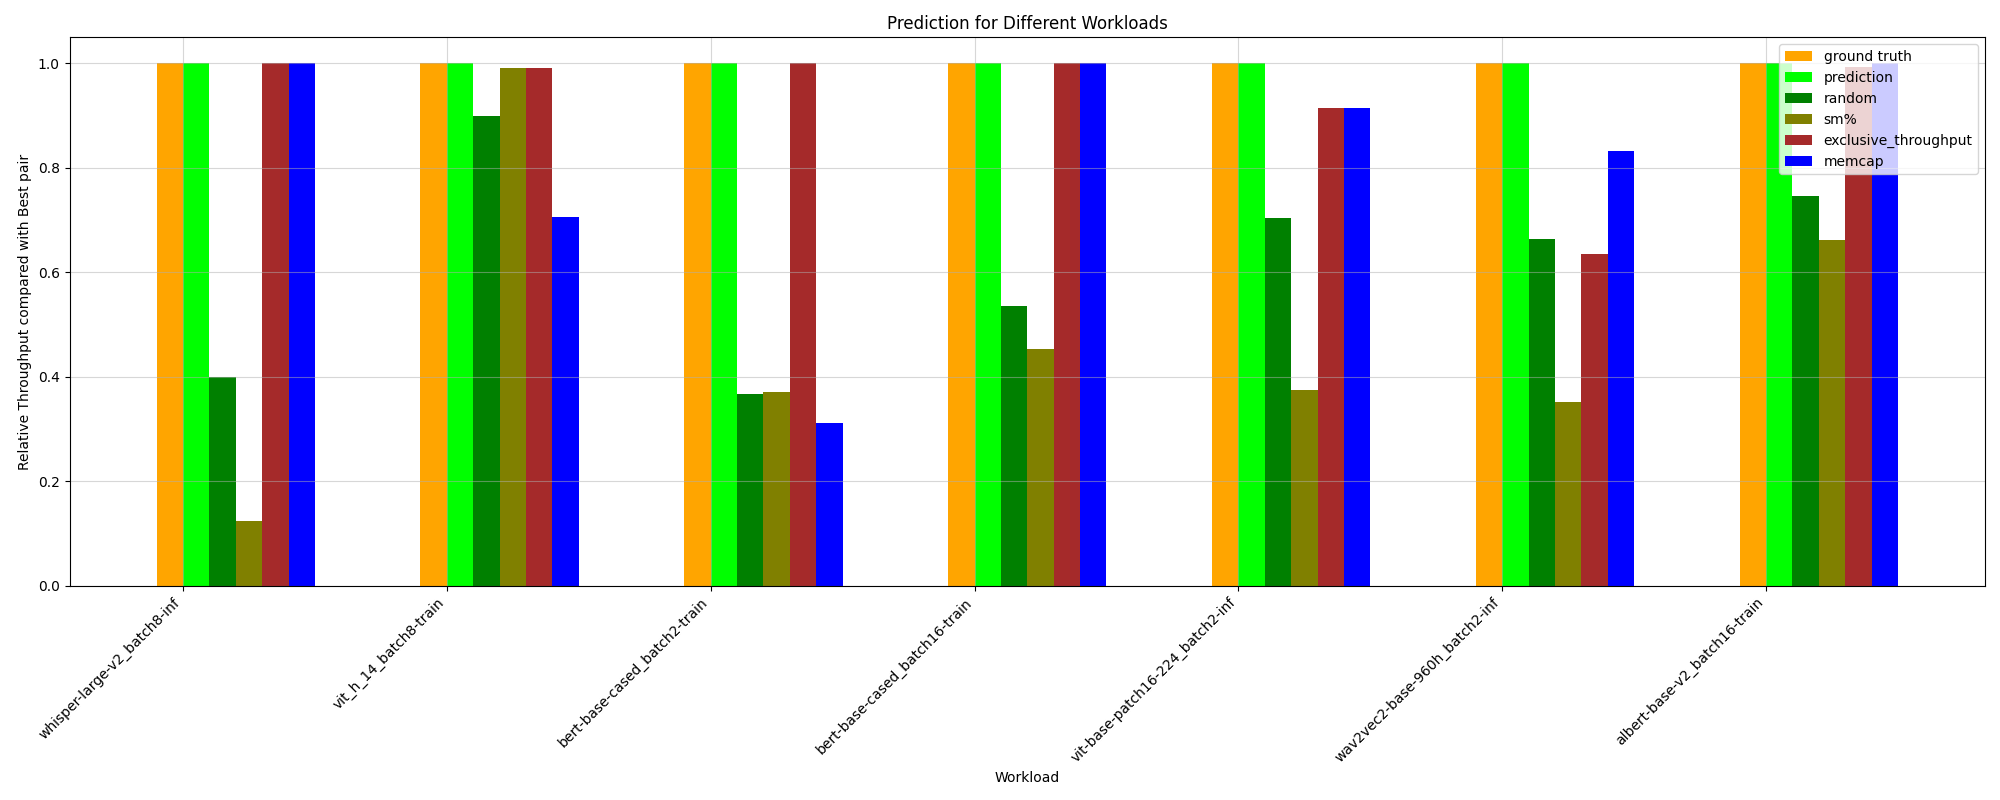 Prediction for Different Workloads
Relative Throughput compared with Best pair
1.0
0.8
0.6
0.4
0.2
0.0
ground truth
prediction
random
sm%
exclusive_throughput
memcap
whisper-large-v2_batch8-inf
vit_h_14_batch8-train
bert-base-cased_batch2-train
bert-base-cased_batch16-train
vit-base-patch16-224_batch2-inf
wav2vec2-base-960h_batch2-inf
albert-base-v2_batch16-train
Workload